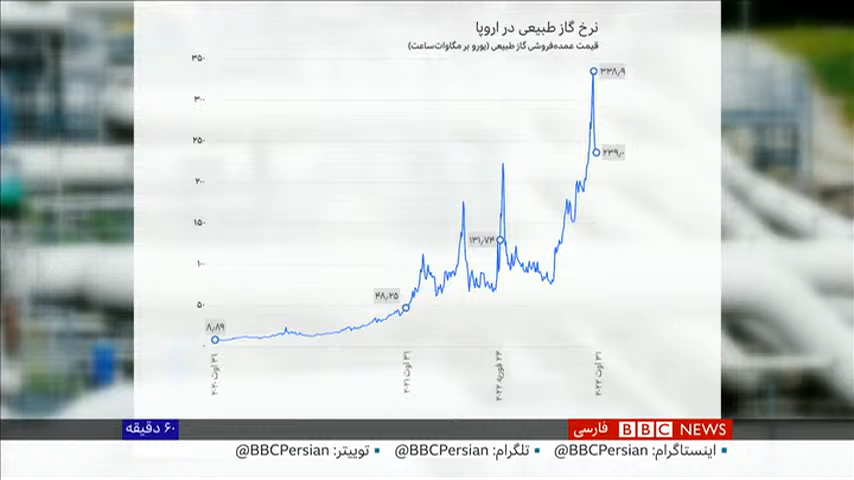 نرخ گاز طبیعی در اروپا
قیمت عمده‌فروشی گاز طبیعی (یورو بر مگاوات‌ساعت)
۳۵۰
۳۰۰
۲۵۰
۲۰۰
۱۵۰
۱۰۰
۵۰
۰
۳۳۸٫۹
۲۳۹٫۰
۱۳۱٫۷۴
۴۸٫۲۵
۸٫۸۹
۳۱ اوت ۲۰۲۰
۳۱ اوت ۲۰۲۱
۲۴ فوریه ۲۰۲۲
۳۱ اوت ۲۰۲۲
۶۰ دقیقه
BBC NEWS فارسی
اینستاگرام: BBCPersian@ ▪ تلگرام: BBCPersian@ ▪ توییتر: BBCPersian@